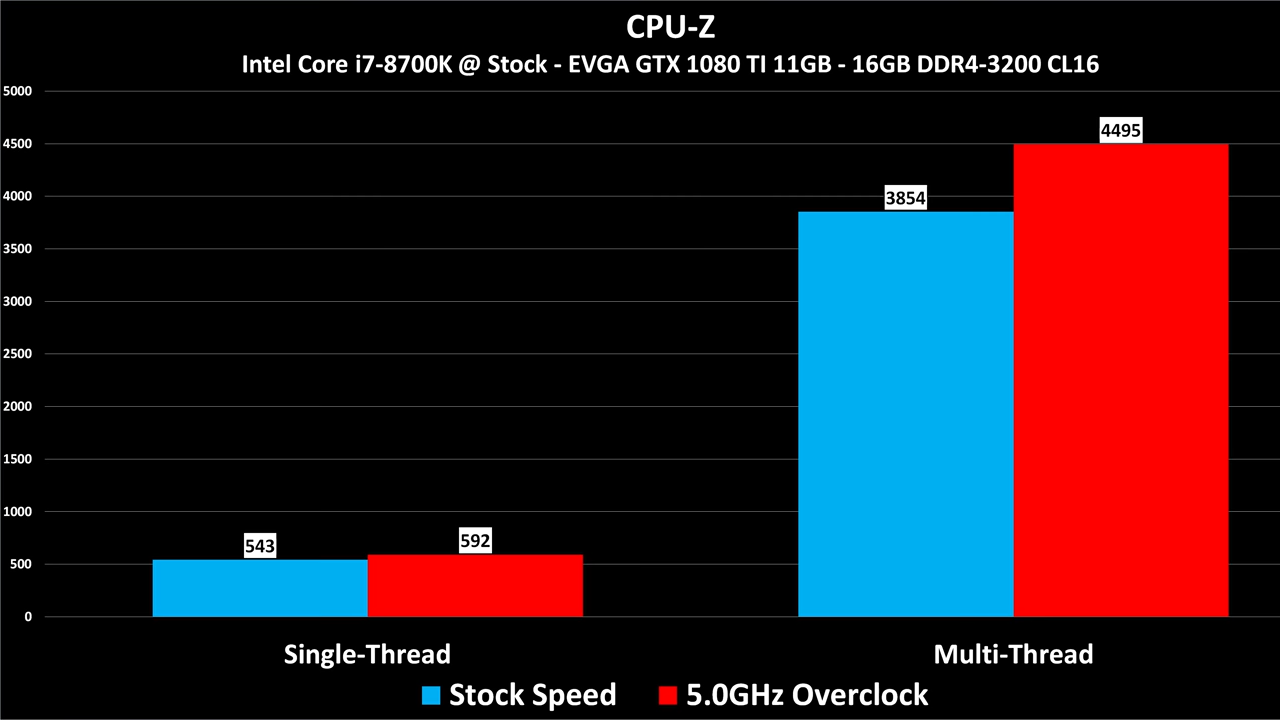 CPU-Z
Intel Core i7-8700K @ Stock - EVGA GTX 1080 TI 11GB - 16GB DDR4-3200 CL16
5000
4500
4000
3500
3000
2500
2000
1500
1000
500
0
543
592
3854
4495
Single-Thread
Multi-Thread
Stock Speed
5.0GHz Overclock